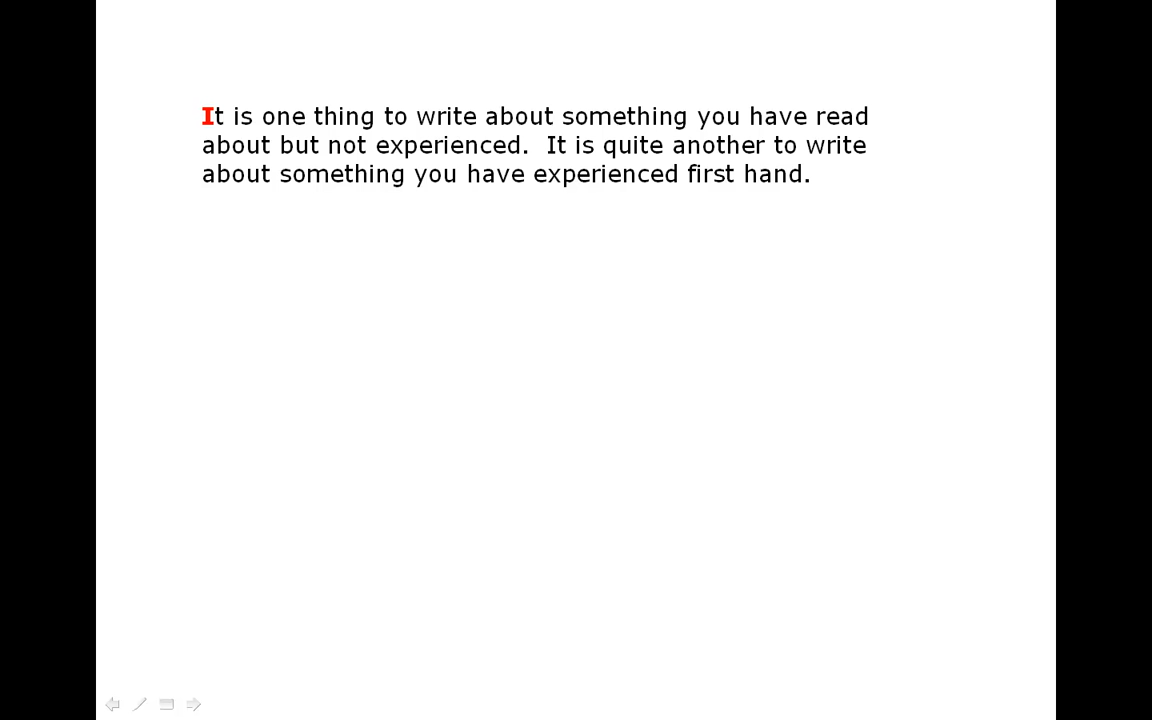 It is one thing to write about something you have read
about but not experienced.  It is quite another to write
about something you have experienced first hand.